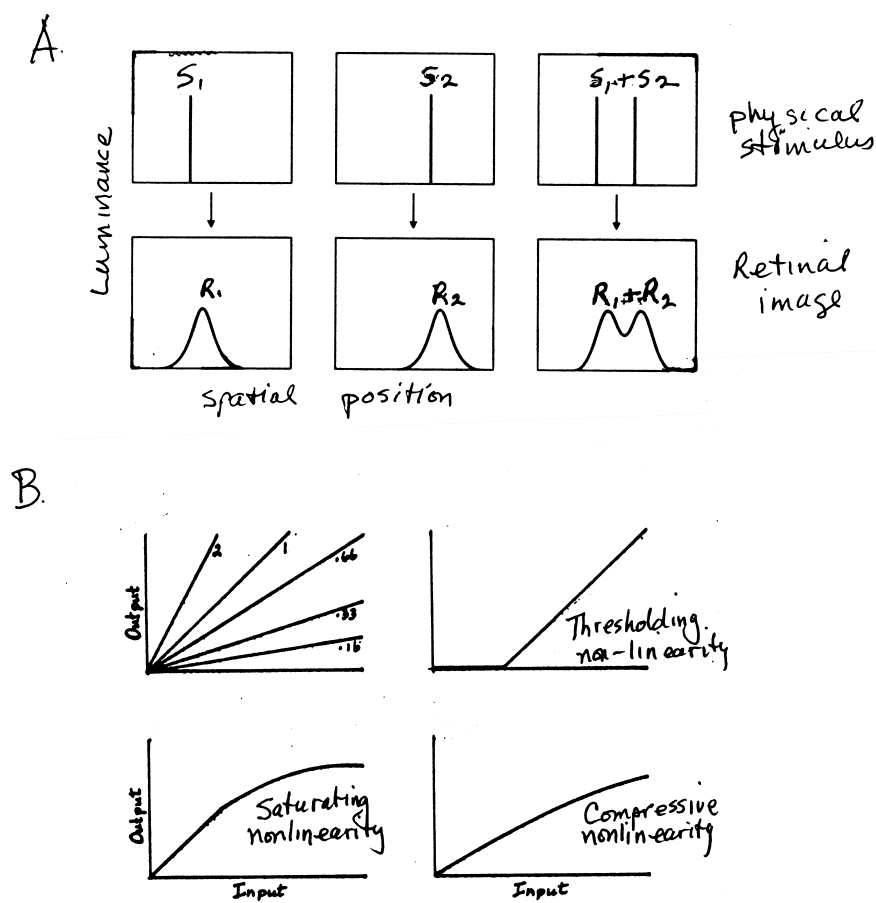 A.
S1
S2
S1+S2
physical
stimulus
Luminance
R1
R2
R1+R2
Retinal
image
spatial position
B.
Output
2
1
.66
.33
.16
Thresholding
non-linearity
Output
Saturating
nonlinearity
Input
Compressive
nonlinearity
Input